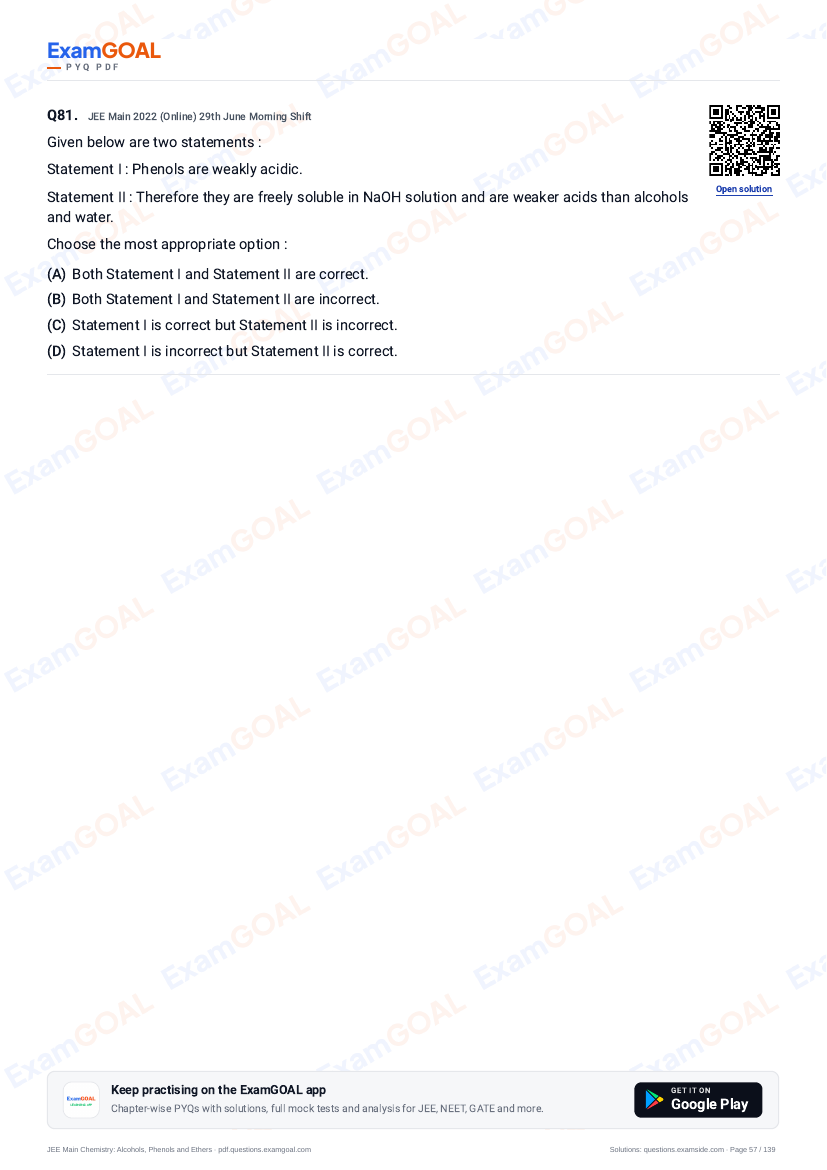 ExamGOAL
PYQ PDF
Q81. JEE Main 2022 (Online) 29th June Morning Shift
Given below are two statements :
Statement I : Phenols are weakly acidic.
Statement II : Therefore they are freely soluble in NaOH solution and are weaker acids than alcohols
and water.
Open solution
Choose the most appropriate option :
(A) Both Statement I and Statement II are correct.
(B) Both Statement I and Statement II are incorrect.
(C) Statement I is correct but Statement II is incorrect.
(D) Statement I is incorrect but Statement II is correct.
Keep practising on the ExamGOAL app
Chapter-wise PYQs with solutions, full mock tests and analysis for JEE, NEET, GATE and more.
GET IT ON
Google Play
JEE Main Chemistry: Alcohols, Phenols and Ethers · pdf.questions.examgoal.com
Solutions: questions.examside.com · Page 57 / 139